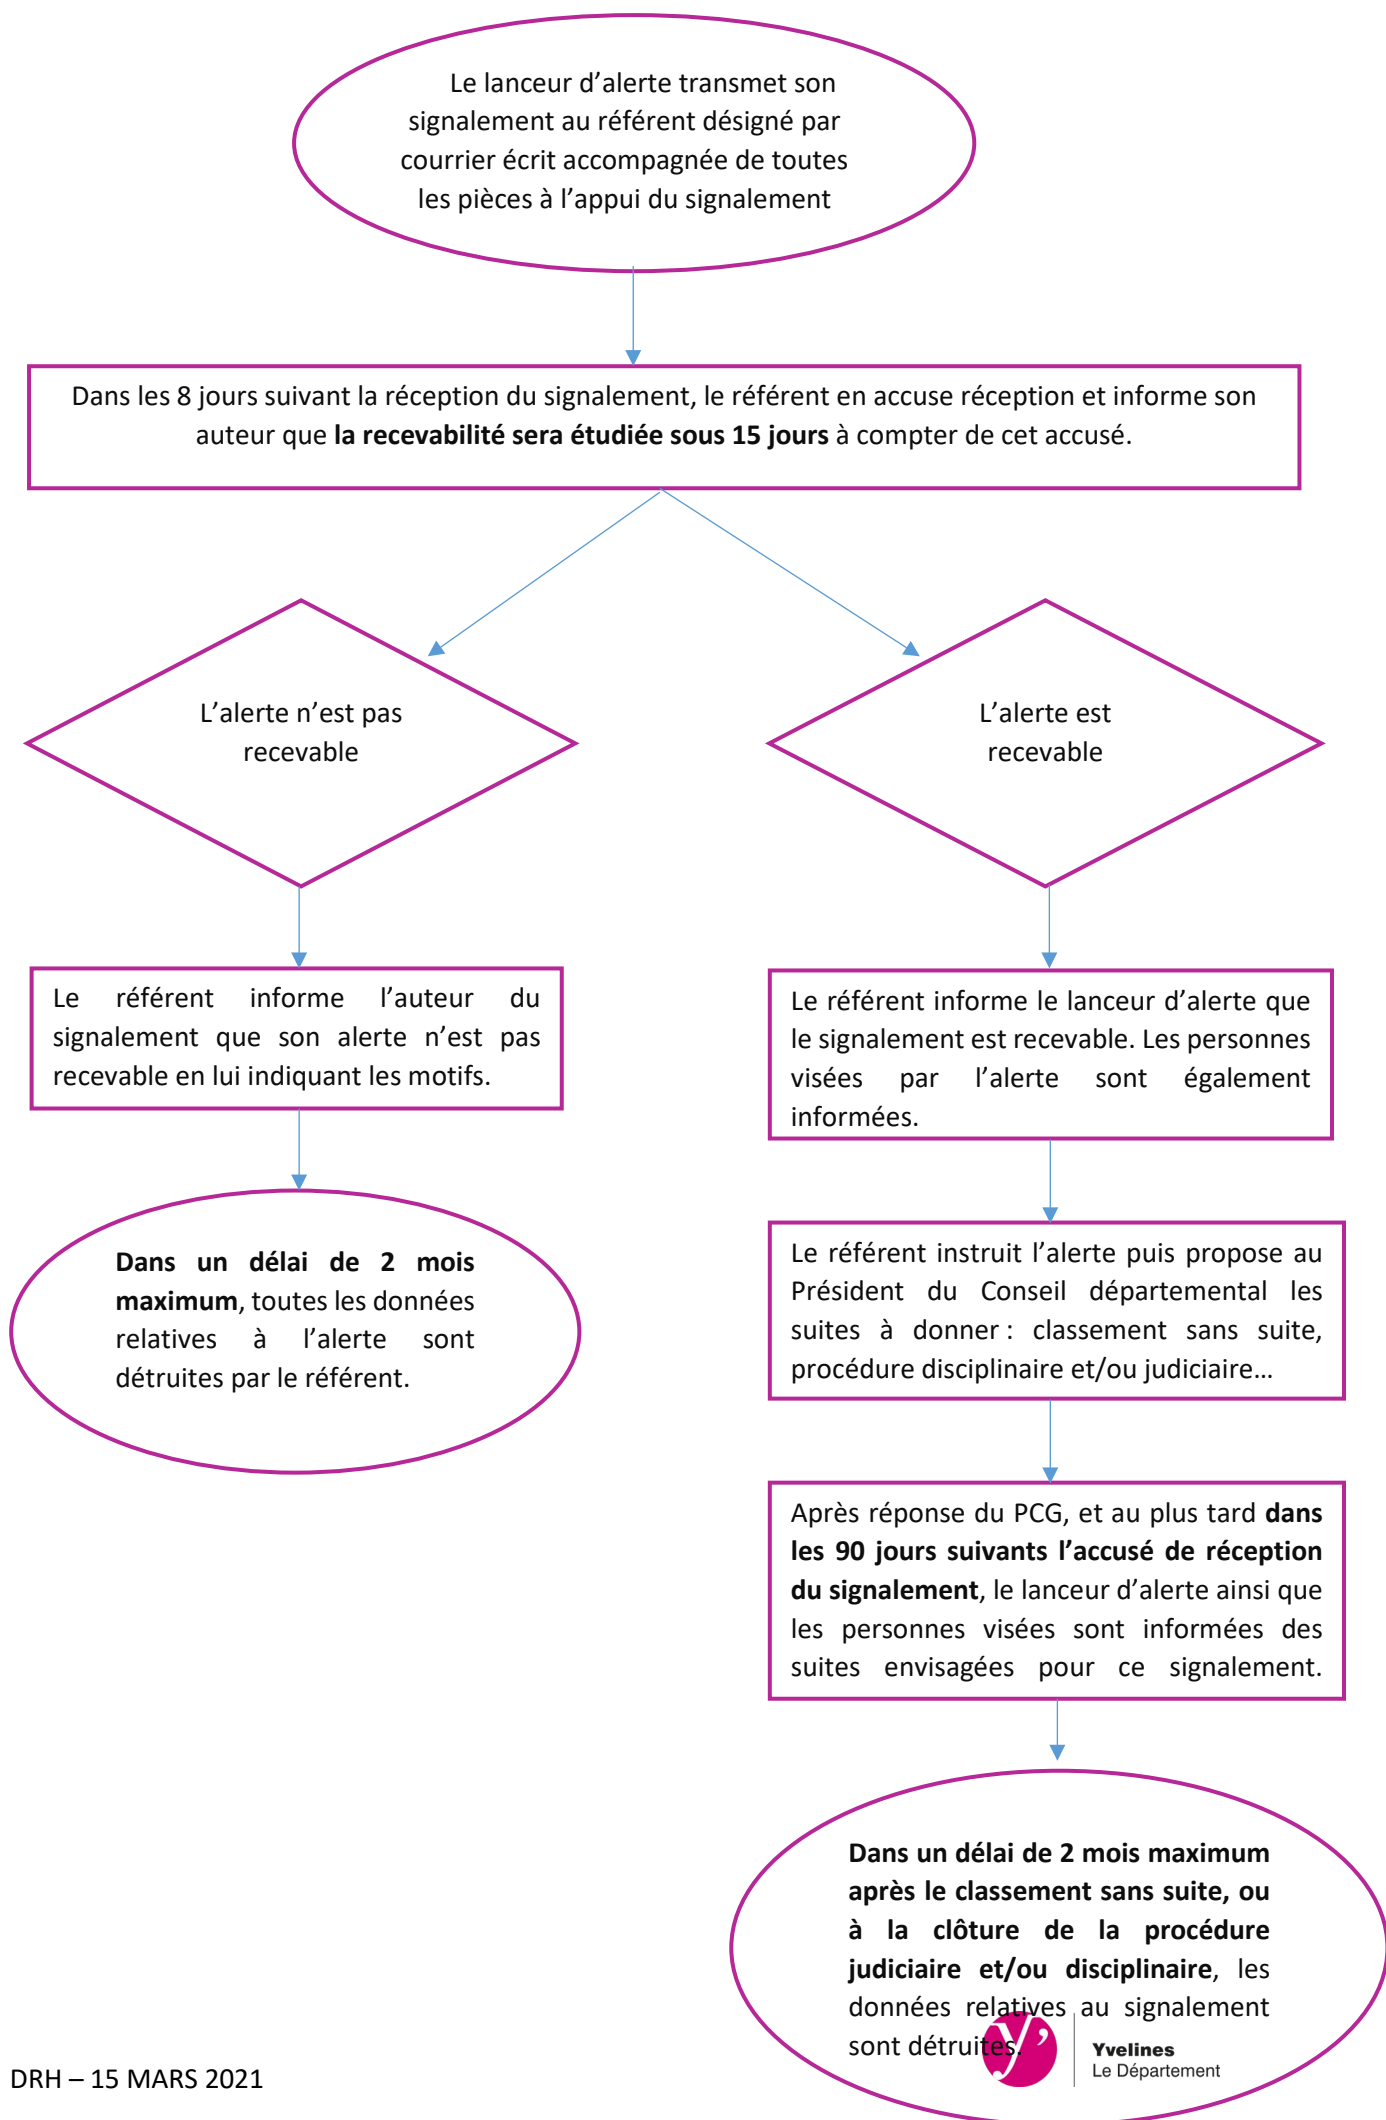 Le lanceur d’alerte transmet son
signalement au référent désigné par
courrier écrit accompagnée de toutes
les pièces à l’appui du signalement
Dans les 8 jours suivant la réception du signalement, le référent en accuse réception et informe son
auteur que la recevabilité sera étudiée sous 15 jours à compter de cet accusé.
L’alerte n’est pas
recevable
L’alerte est
recevable
Le référent informe l’auteur du
signalement que son alerte n’est pas
recevable en lui indiquant les motifs.
Le référent informe le lanceur d’alerte que
le signalement est recevable. Les personnes
visées par l’alerte sont également
informées.
Dans un délai de 2 mois
maximum, toutes les données
relatives à l’alerte sont
détruites par le référent.
Le référent instruit l’alerte puis propose au
Président du Conseil départemental les
suites à donner : classement sans suite,
procédure disciplinaire et/ou judiciaire…
Après réponse du PCG, et au plus tard dans
les 90 jours suivants l’accusé de réception
du signalement, le lanceur d’alerte ainsi que
les personnes visées sont informées des
suites envisagées pour ce signalement.
Dans un délai de 2 mois maximum
après le classement sans suite, ou
à la clôture de la procédure
judiciaire et/ou disciplinaire, les
données relatives au signalement
sont détruites.
y’
Yvelines
Le Département
DRH – 15 MARS 2021